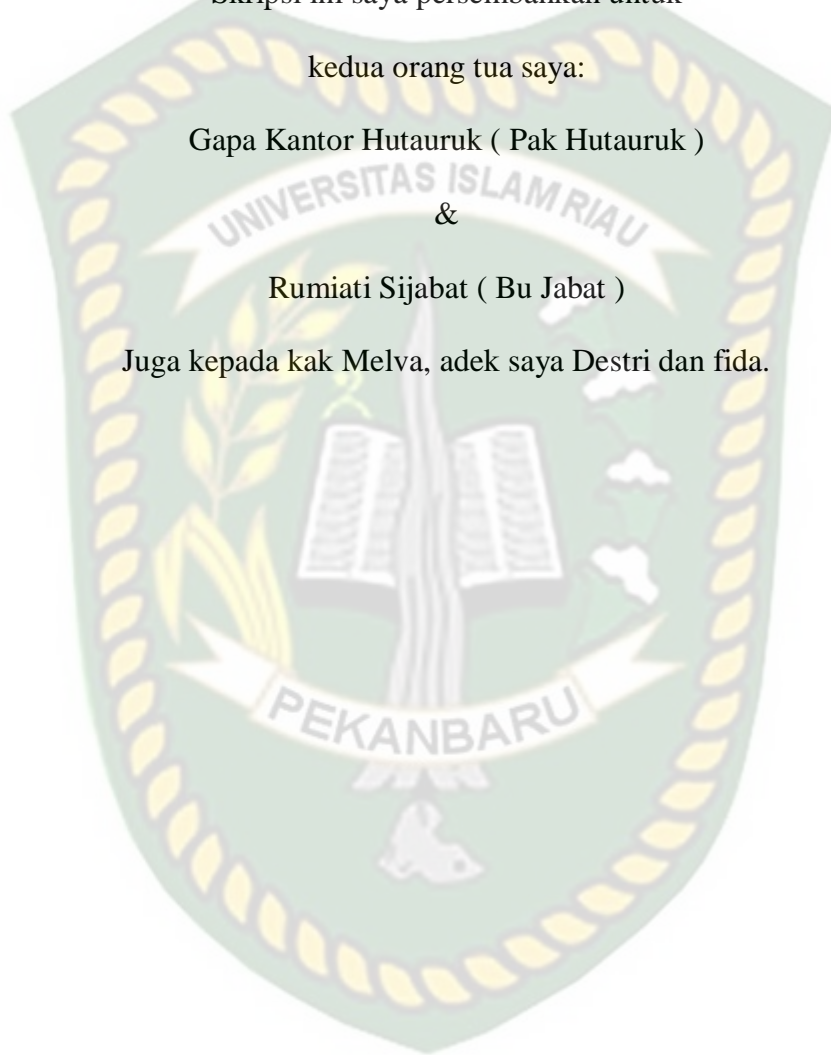 Skripsi ini saya persembahkan untuk
kedua orang tua saya:
Gapa Kantor Hutauruk ( Pak Hutauruk )
UNIVERSITAS ISLAM RIAU
&
Rumiati Sijabat ( Bu Jabat )
Juga kepada kak Melva, adek saya Destri dan fida.
PEKANBARU